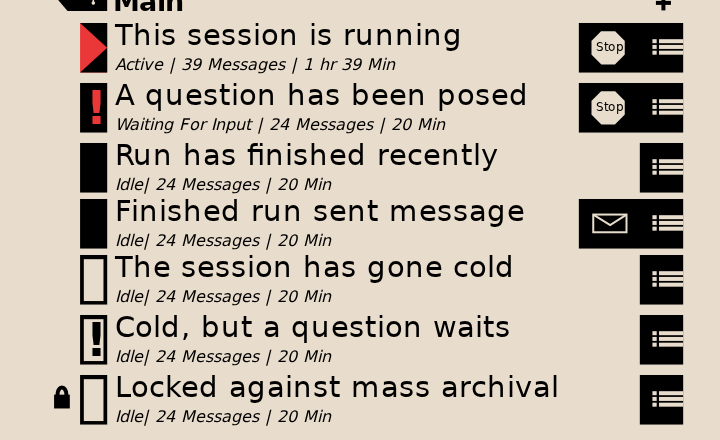 Main +
This session is running
Active | 39 Messages | 1 hr 39 Min
Stop
A question has been posed
Waiting For Input | 24 Messages | 20 Min
Stop
Run has finished recently
Idle| 24 Messages | 20 Min
Finished run sent message
Idle| 24 Messages | 20 Min
The session has gone cold
Idle| 24 Messages | 20 Min
Cold, but a question waits
Idle| 24 Messages | 20 Min
Locked against mass archival
Idle| 24 Messages | 20 Min